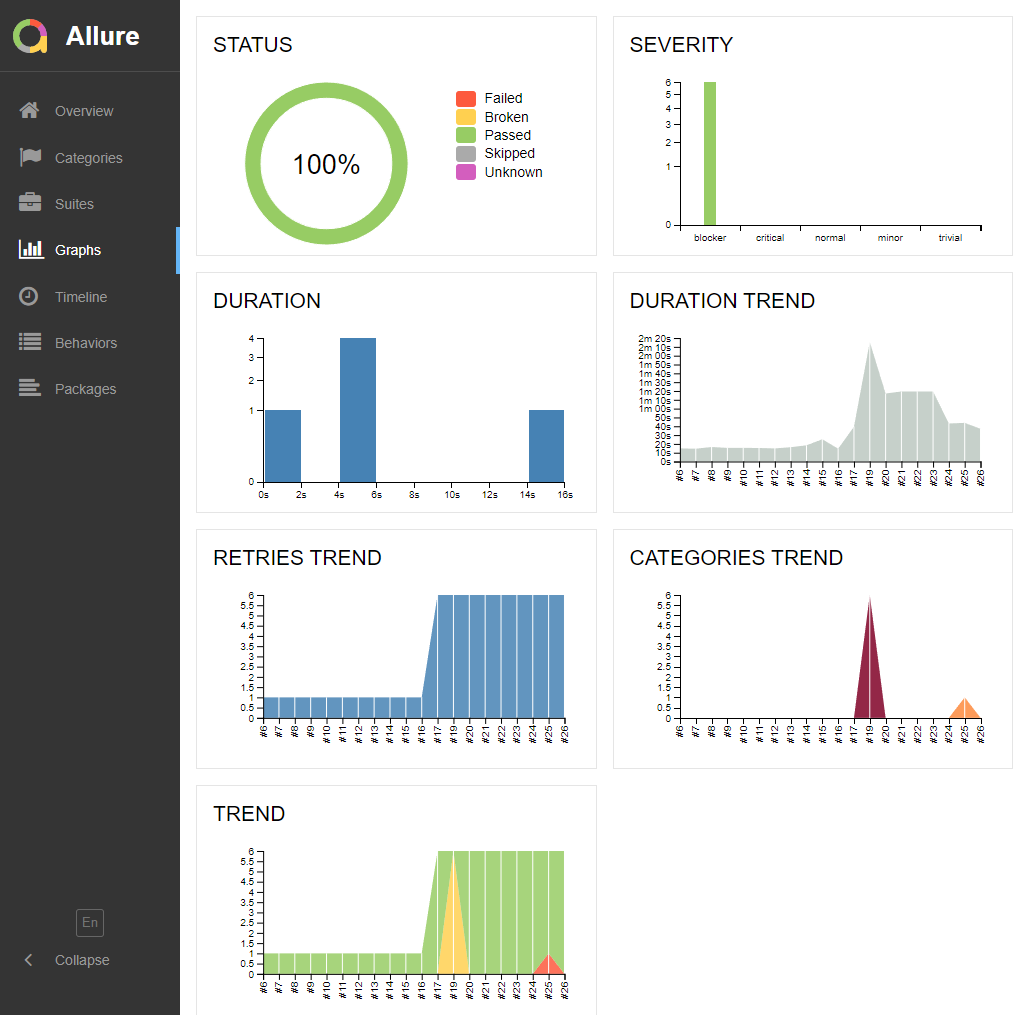 Allure
Overview
Categories
Suites
Graphs
Timeline
Behaviors
Packages
En
Collapse
STATUS
100%
Failed
Broken
Passed
Skipped
Unknown
SEVERITY
6
5
4
3
2
1
0
blocker critical normal minor trivial
DURATION
4
3
2
1
0
0s 2s 4s 6s 8s 10s 12s 14s 16s
DURATION TREND
2m 20s
2m 10s
2m 00s
1m 50s
1m 40s
1m 30s
1m 20s
1m 10s
1m 00s
50s
40s
30s
20s
10s
0s
#6 #7 #8 #9 #10 #11 #12 #13 #14 #15 #16 #17 #19 #20 #21 #22 #23 #24 #25 #26
RETRIES TREND
6
5.5
5
4.5
4
3.5
3
2.5
2
1.5
1
0.5
0
#6 #7 #8 #9 #10 #11 #12 #13 #14 #15 #16 #17 #19 #20 #21 #22 #23 #24 #25 #26
CATEGORIES TREND
6
5.5
5
4.5
4
3.5
3
2.5
2
1.5
1
0.5
0
#6 #7 #8 #9 #10 #11 #12 #13 #14 #15 #16 #17 #19 #20 #21 #22 #23 #24 #25 #26
TREND
6
5.5
5
4.5
4
3.5
3
2.5
2
1.5
1
0.5
0
#6 #7 #8 #9 #10 #11 #12 #13 #14 #15 #16 #17 #19 #20 #21 #22 #23 #24 #25 #26